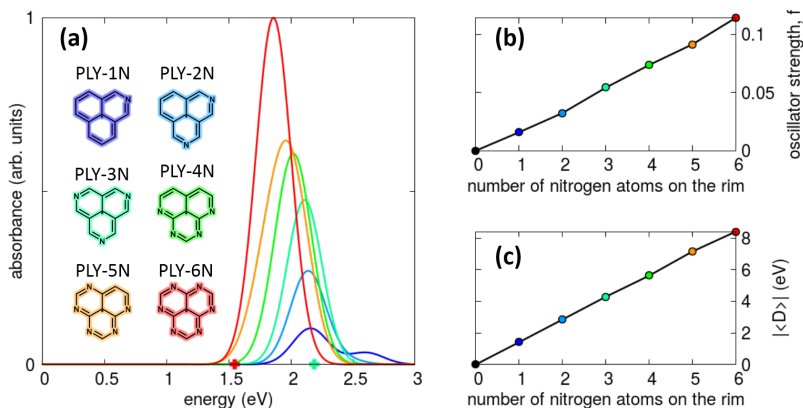 (a)
absorbance (arb. units)
1
0
PLY-1N
PLY-2N
N
N
N
PLY-3N
PLY-4N
N
N
N
N
N
N
N
PLY-5N
PLY-6N
N
N
N
N
N
N
N
N
N
N
N
0
0.5
1
1.5
2
2.5
3
energy (eV)
(b)
0.1
0.05
0
oscillator strength, f
0
1
2
3
4
5
6
number of nitrogen atoms on the rim
(c)
8
6
4
2
0
|<D>| (eV)
0
1
2
3
4
5
6
number of nitrogen atoms on the rim